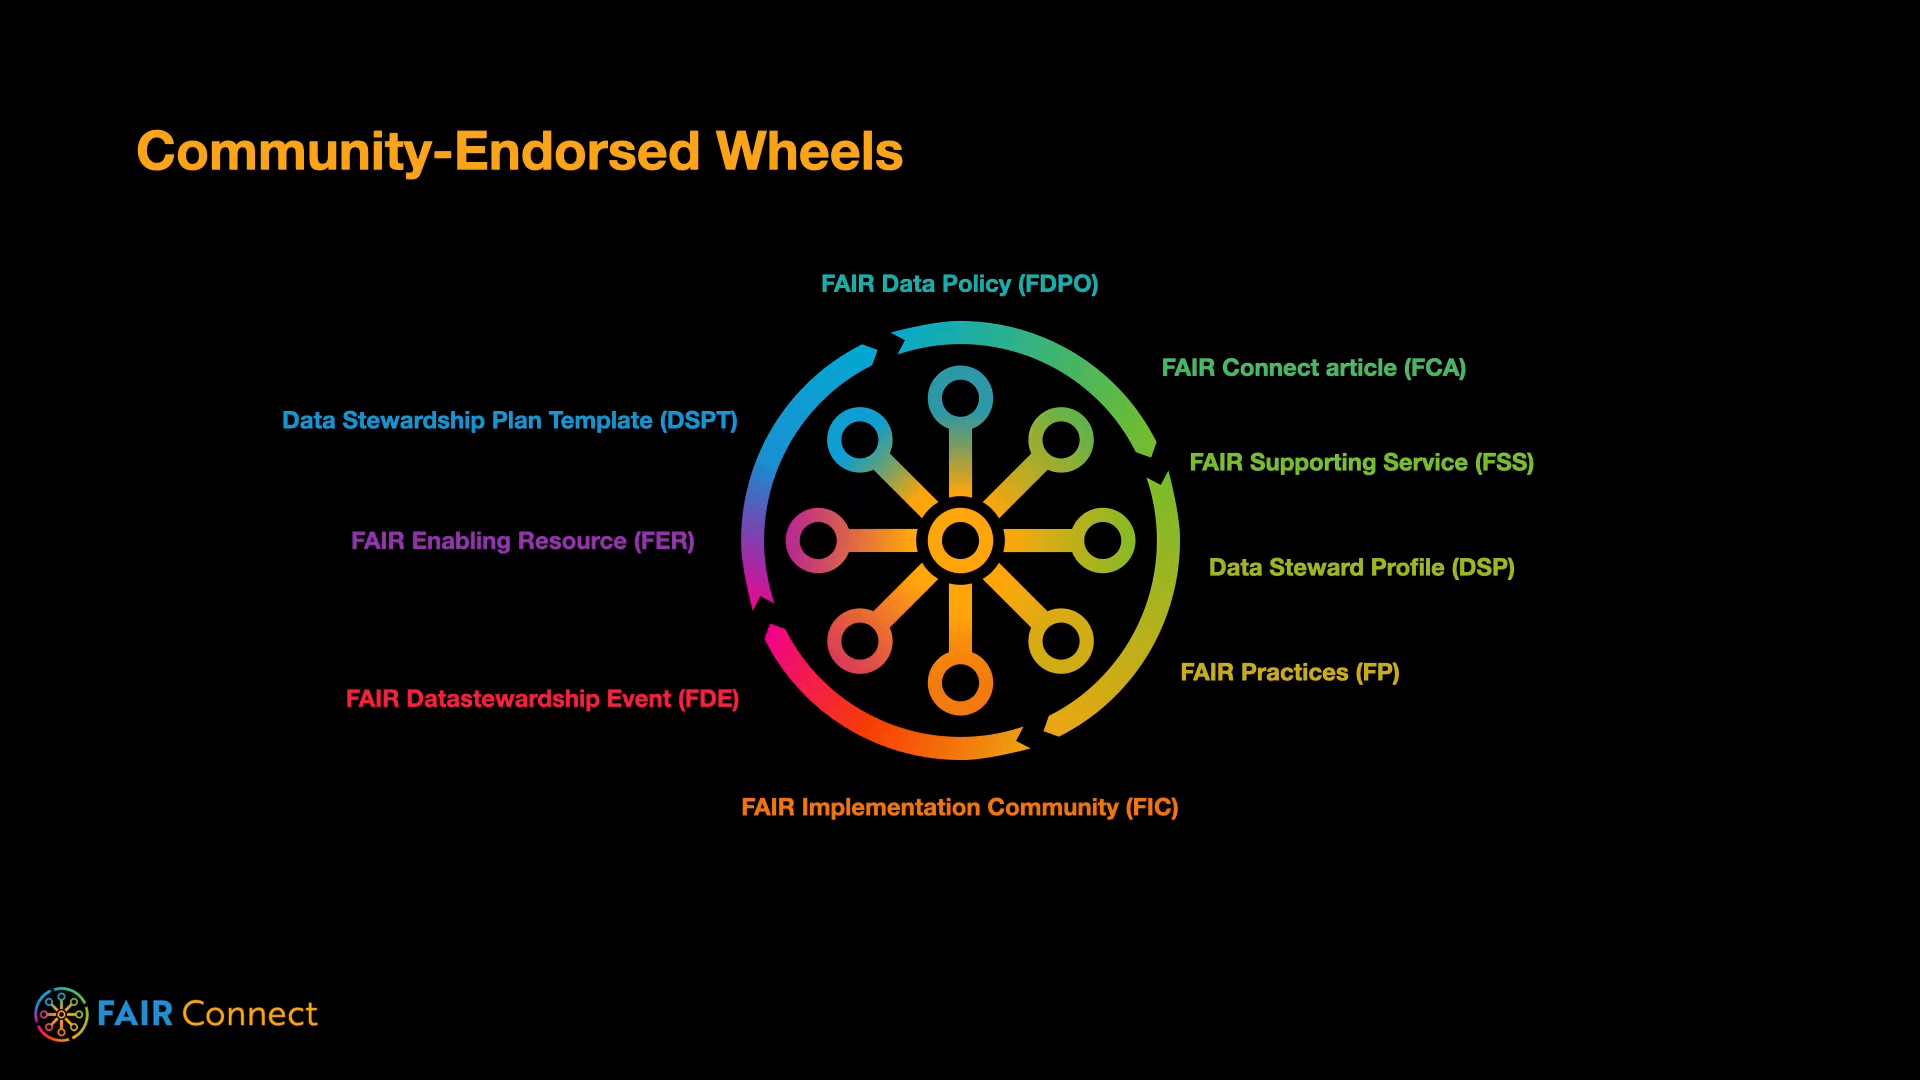 Community-Endorsed Wheels
FAIR Data Policy (FDPO)
FAIR Connect article (FCA)
Data Stewardship Plan Template (DSPT)
FAIR Supporting Service (FSS)
FAIR Enabling Resource (FER)
Data Steward Profile (DSP)
FAIR Practices (FP)
FAIR Datastewardship Event (FDE)
FAIR Implementation Community (FIC)
FAIR Connect